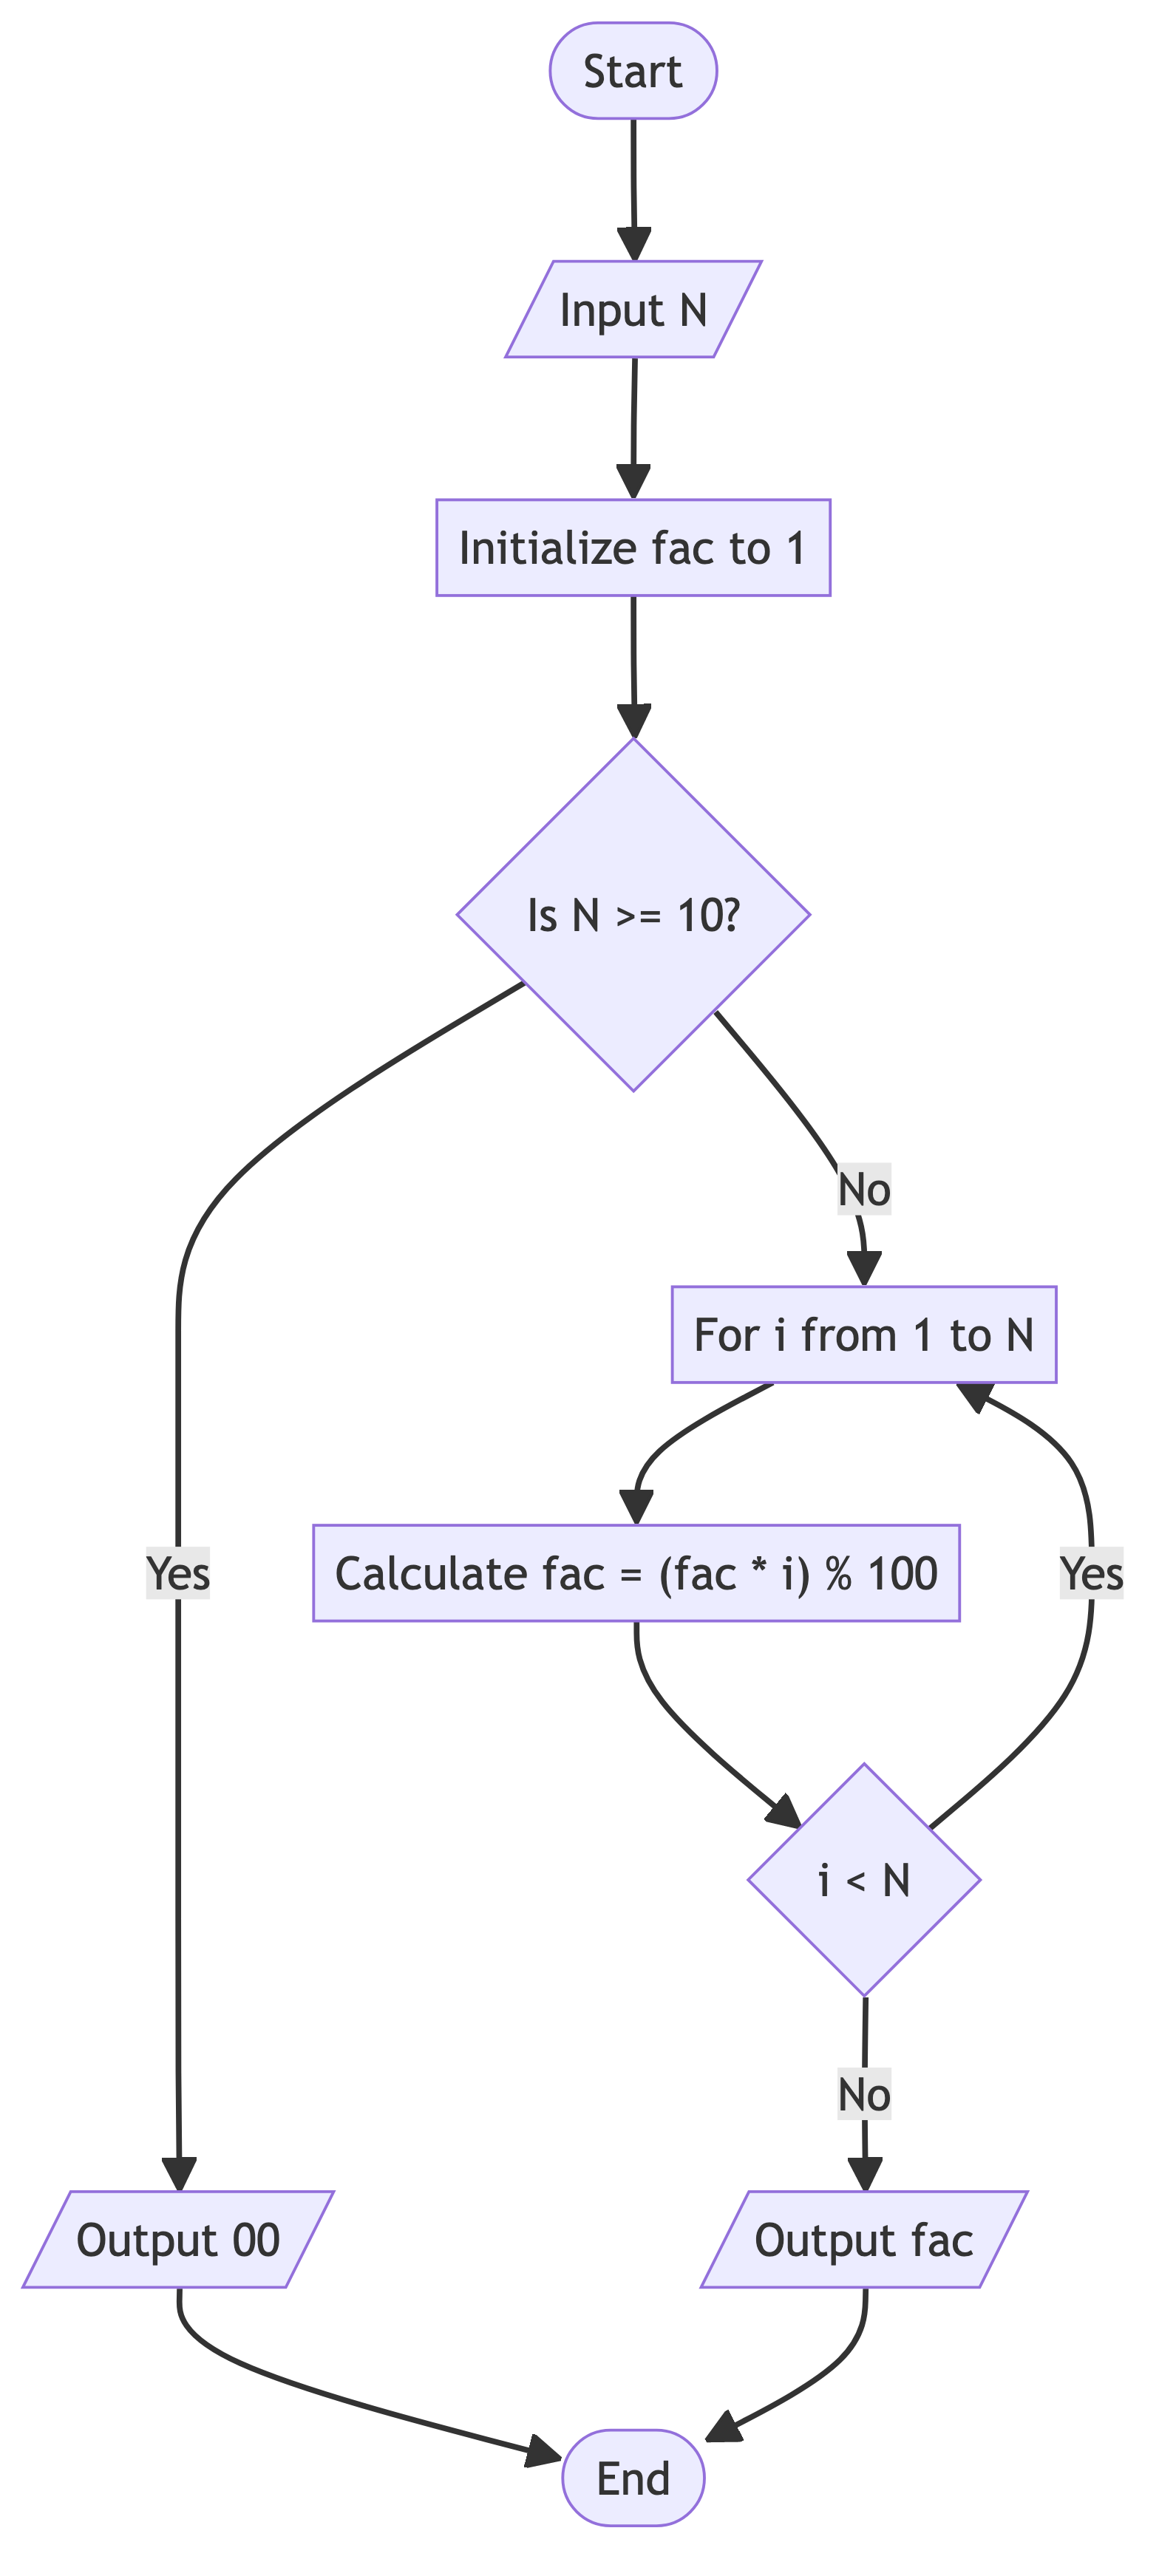 Start
Input N
Initialize fac to 1
Is N >= 10?
No
For i from 1 to N
Yes
Calculate fac = (fac * i) % 100
Yes
i < N
No
Output 00
Output fac
End